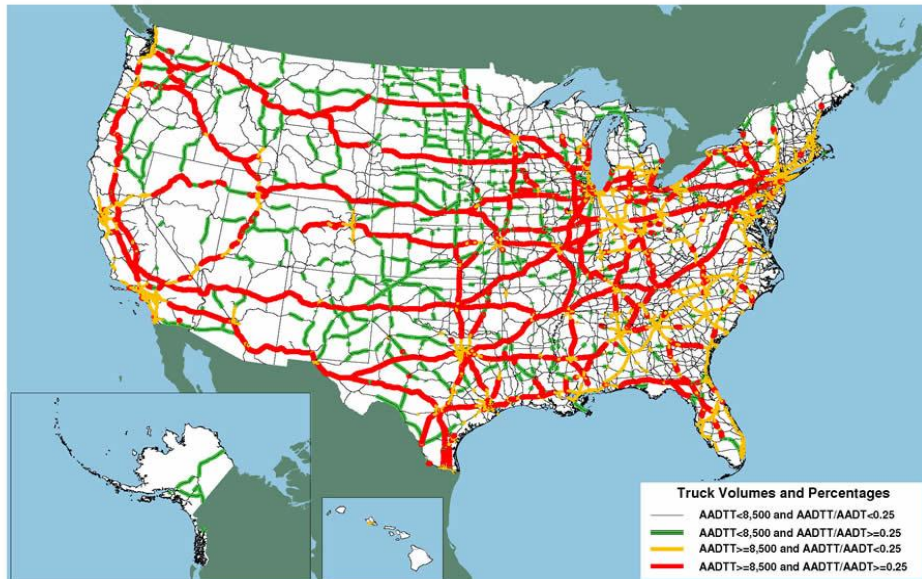 Truck Volumes and Percentages
AADTT<8,500 and AADTT/AADT<0.25
AADTT<8,500 and AADTT/AADT>=0.25
AADTT>=8,500 and AADTT/AADT<0.25
AADTT>=8,500 and AADTT/AADT>=0.25